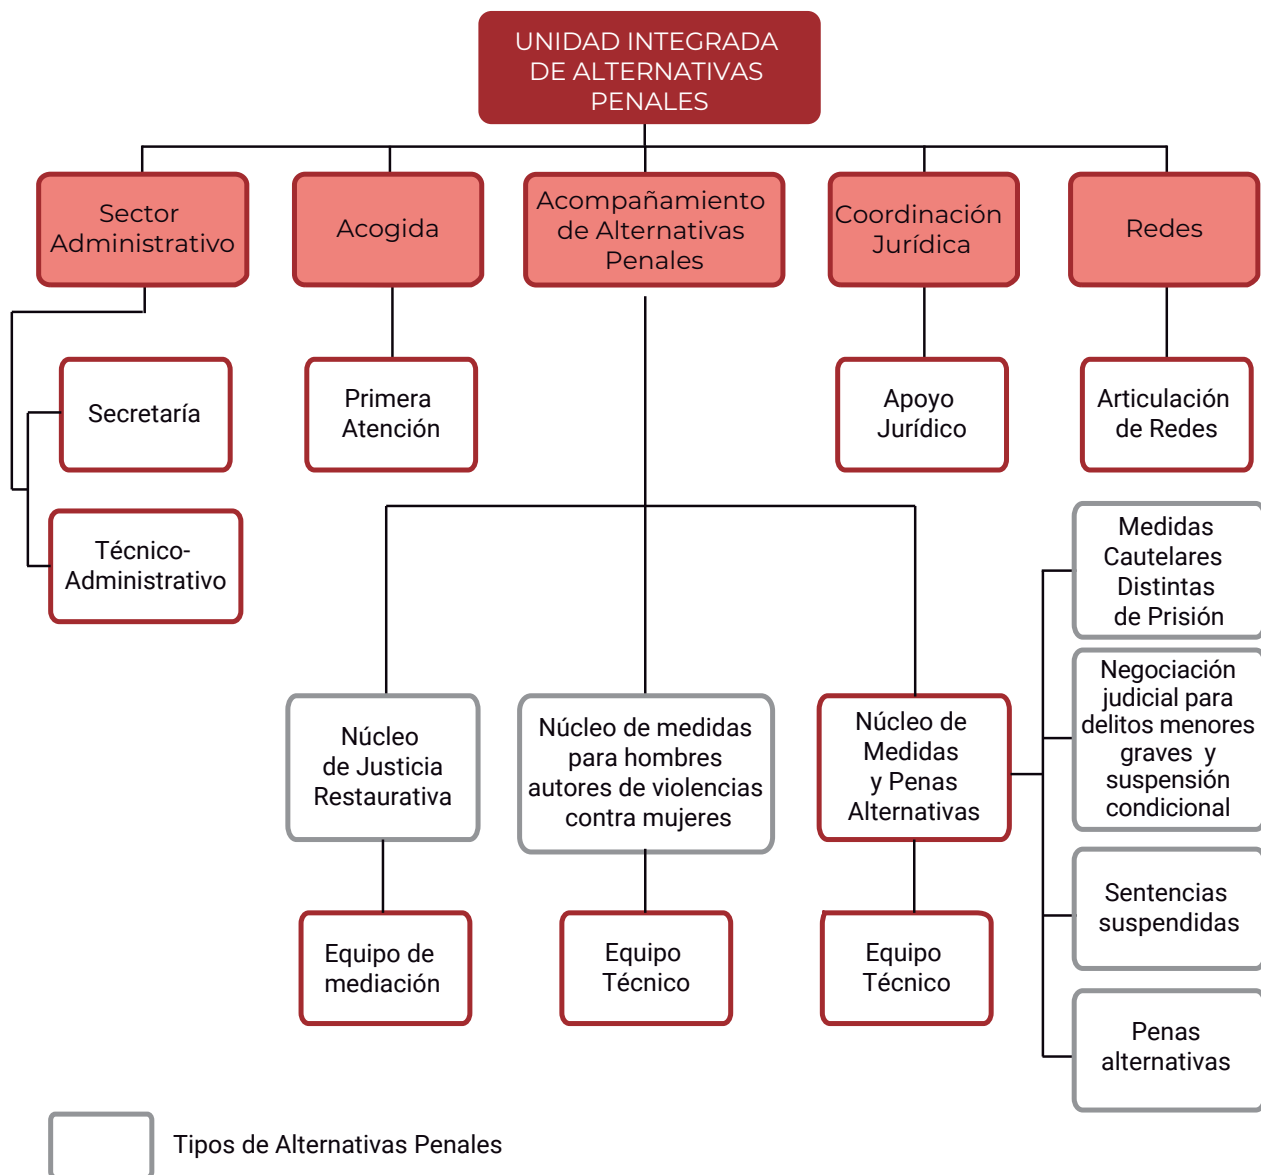 UNIDAD INTEGRADA
DE ALTERNATIVAS
PENALES
Sector
Administrativo
Acogida
Acompañamiento
de Alternativas
Penales
Coordinación
Jurídica
Redes
Secretaría
Primera
Atención
Apoyo
Jurídico
Articulación
de Redes
Técnico-
Administrativo
Medidas
Cautelares
Distintas
de Prisión
Negociación
judicial para
delitos menores
graves y
suspensión
condicional
Núcleo
de Justicia
Restaurativa
Núcleo de medidas
para hombres
autores de violencias
contra mujeres
Núcleo de
Medidas
y Penas
Alternativas
Sentencias
suspendidas
Equipo de
mediación
Equipo
Técnico
Equipo
Técnico
Penas
alternativas
Tipos de Alternativas Penales